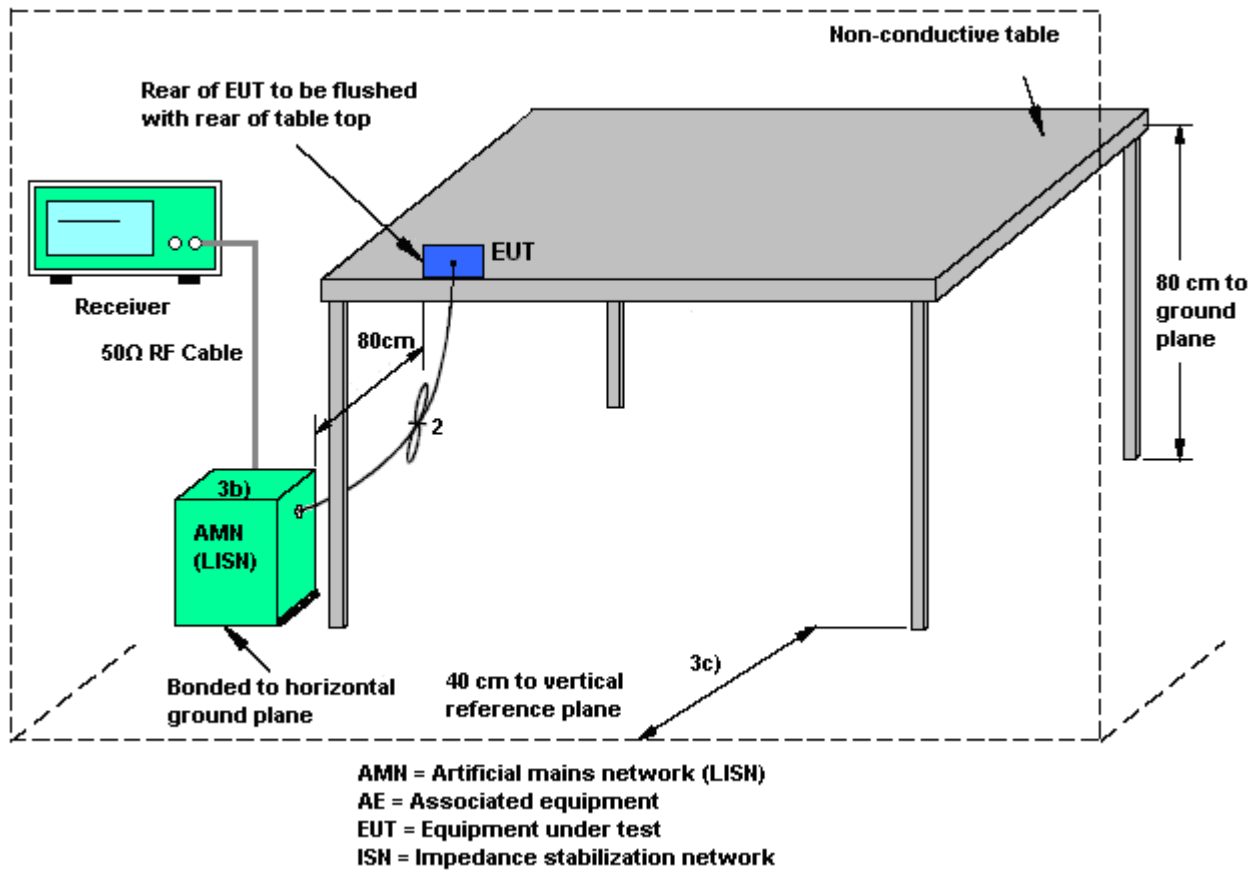 Non-conductive table
Rear of EUT to be flushed
with rear of table top
EUT
Receiver
80cm
80 cm to
ground
plane
50Ω RF Cable
2
3b)
AMN
(LISN)
3c)
Bonded to horizontal
ground plane
40 cm to vertical
reference plane
AMN = Artificial mains network (LISN)
AE = Associated equipment
EUT = Equipment under test
ISN = Impedance stabilization network